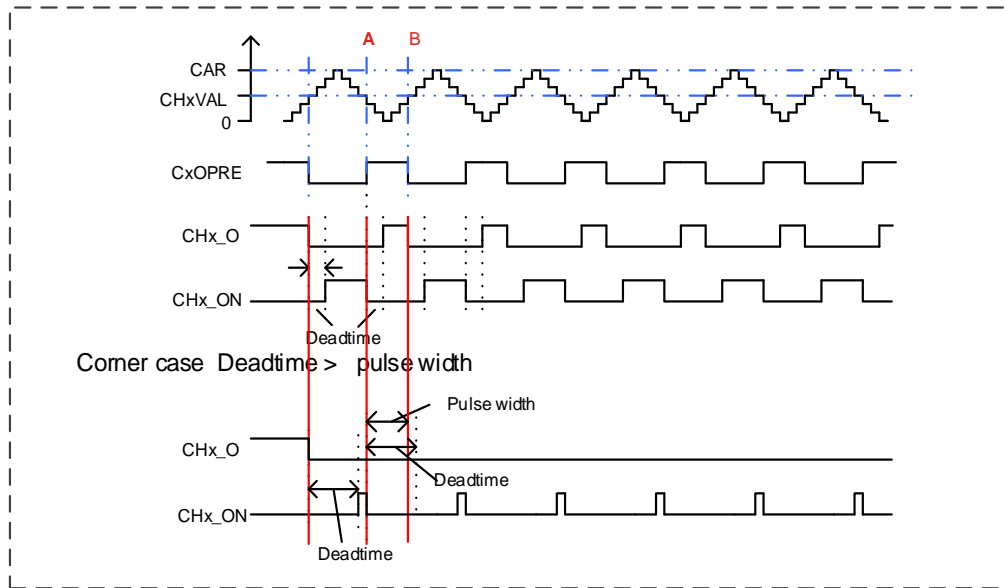 A B
CAR
CHxVAL
0
CxOPRE
CHx_O
CHx_ON
Deadtime
Corner case Deadtime > pulse width
Pulse width
CHx_O
Deadtime
CHx_ON
Deadtime